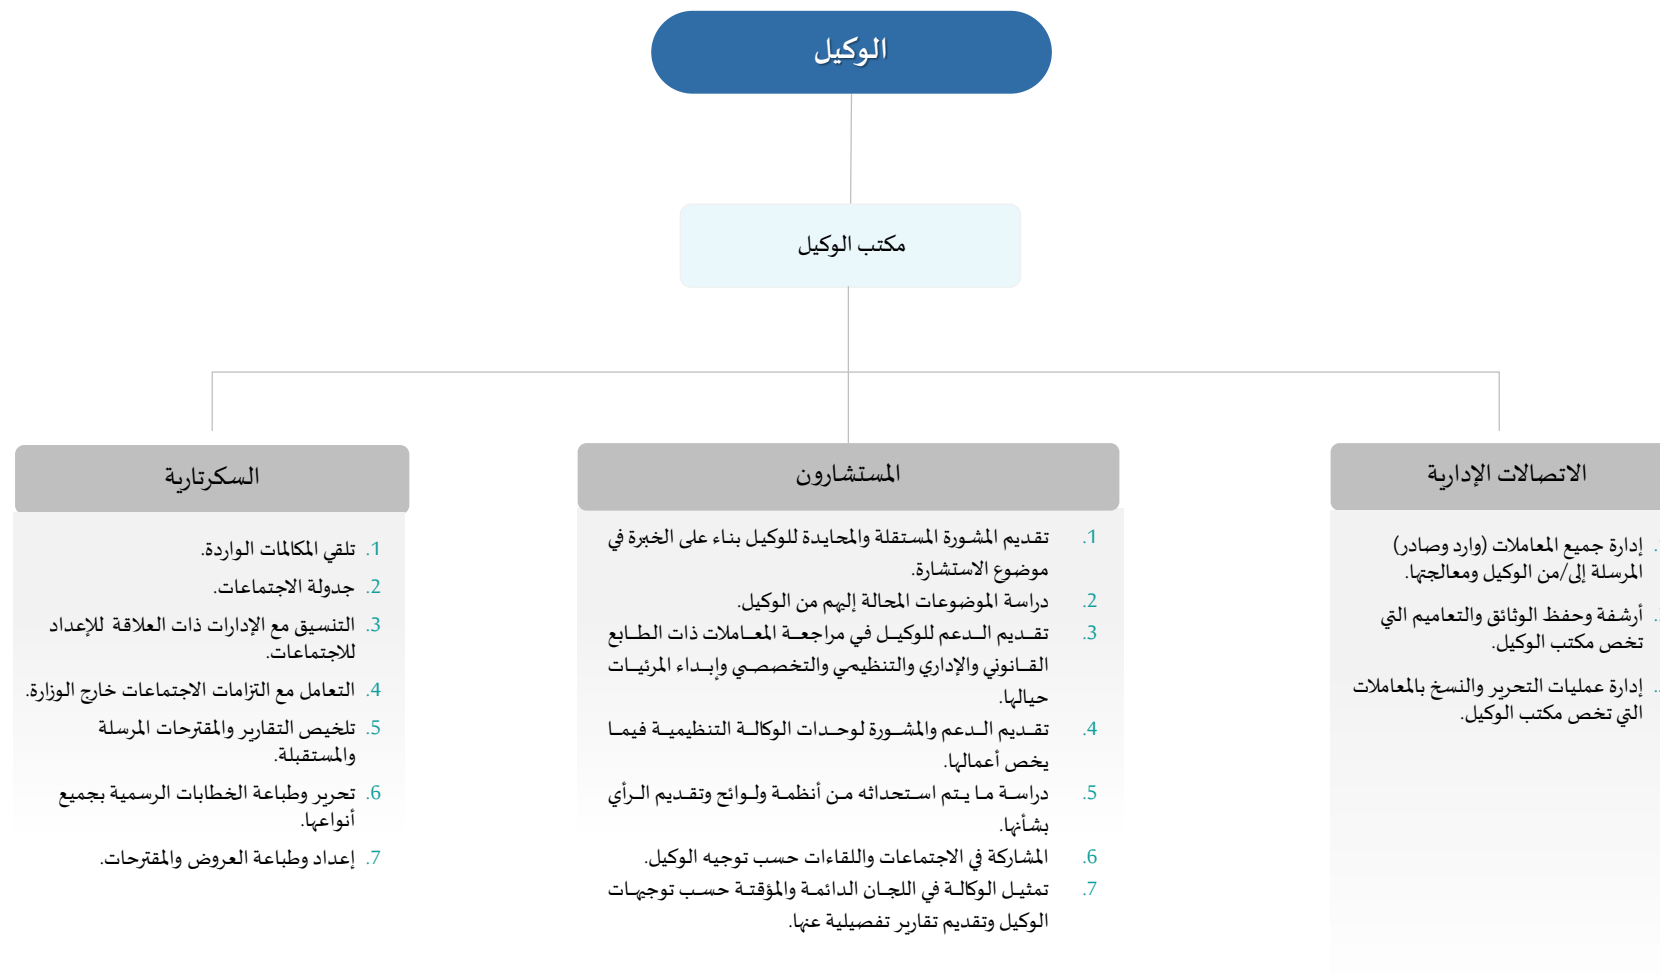 الوكيل
مكتب الوكيل
الاتصالات الإدارية
إدارة جميع المعاملات (وارد وصادر)
المرسلة إلى/من الوكيل ومعالجتها.
أرشفة وحفظ الوثائق والتعاميم التي
تخص مكتب الوكيل.
إدارة عمليات التحرير والنسخ بالمعاملات
التي تخص مكتب الوكيل.
المستشارون
1. تقديم المشورة المستقلة والمحايدة للوكيل بناء على الخبرة في
موضوع الاستشارة.
2. دراسة الموضوعات المحالة إليهم من الوكيل.
3. تقديم الدعم للوكيل في مراجعة المعاملات ذات الطابع
القانوني والإداري والتنظيمي والتخصصي وإبداء المرئيات
حيالها.
4. تقديم الدعم والمشورة لوحدات الوكالة التنظيمية فيما
يخص أعمالها.
5. دراسة ما يتم استحداثه من أنظمة ولوائح وتقديم الرأي
بشأنها.
6. المشاركة في الاجتماعات واللقاءات حسب توجيه الوكيل.
7. تمثيل الوكالة في اللجان الدائمة والمؤقتة حسب توجيهات
الوكيل وتقديم تقارير تفصيلية عنها.
السكرتارية
1. تلقي المكالمات الواردة.
2. جدولة الاجتماعات.
3. التنسيق مع الإدارات ذات العلاقة للإعداد
للاجتماعات.
4. التعامل مع التزامات الاجتماعات خارج الوزارة.
5. تلخيص التقارير والمقترحات المرسلة
والمستقبلة.
6. تحرير وطباعة الخطابات الرسمية بجميع
أنواعها.
7. إعداد وطباعة العروض والمقترحات.